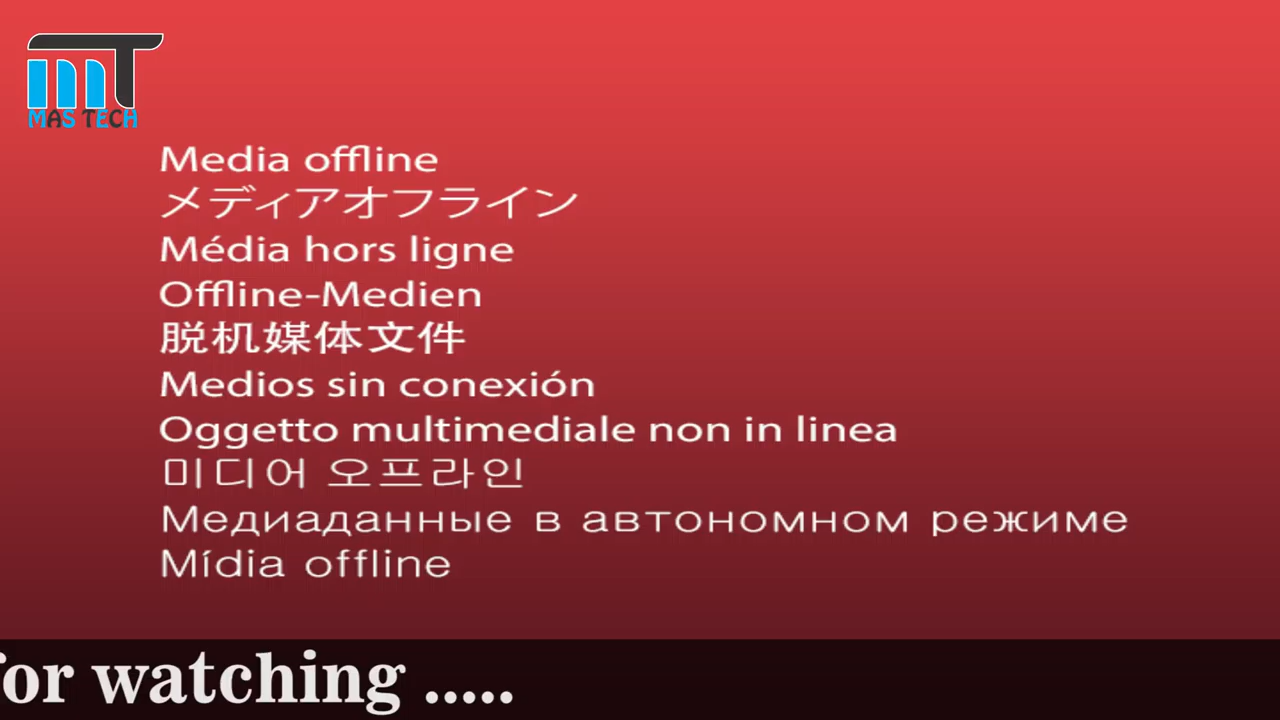 MAS TECH
Media offline
メディアオフライン
Média hors ligne
Offline-Medien
脱机媒体文件
Medios sin conexión
Oggetto multimediale non in linea
미디어 오프라인
Медиаданные в автономном режиме
Mídia offline
for watching .....